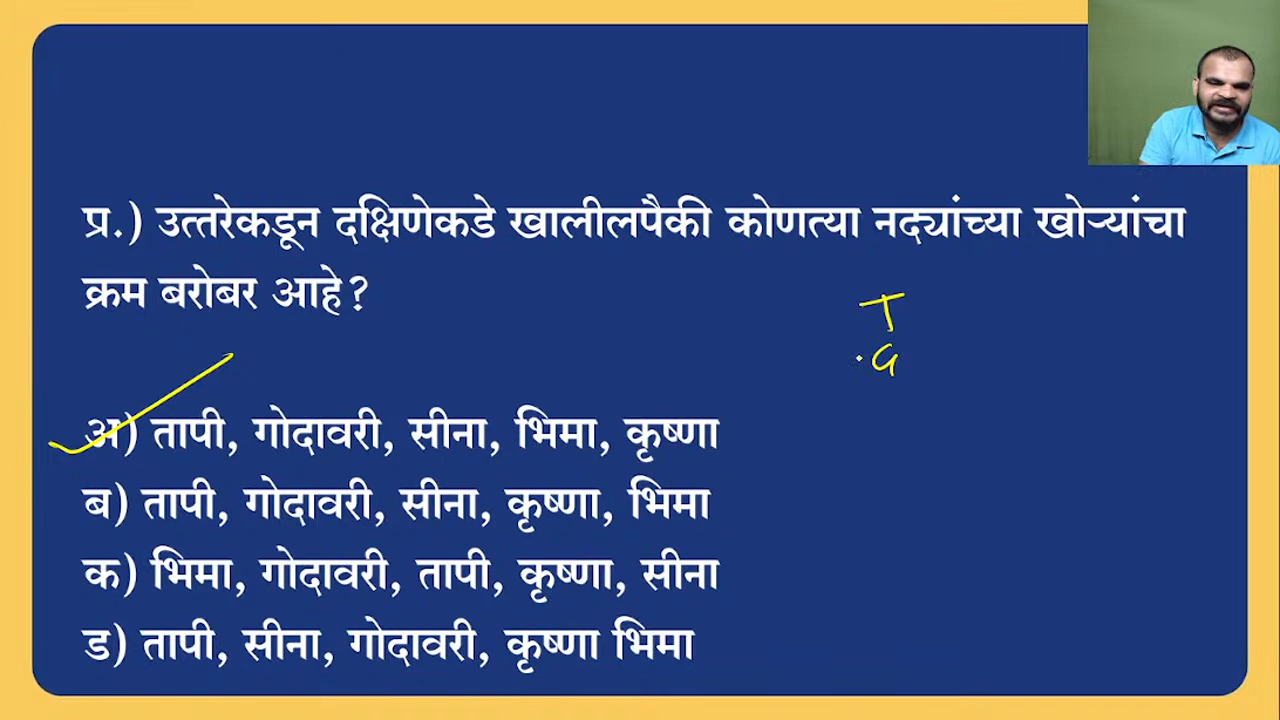 प्र.) उत्तरेकडून दक्षिणेकडे खालीलपैकी कोणत्या नद्यांच्या खोऱ्यांचा
क्रम बरोबर आहे?
T
G
अ) तापी, गोदावरी, सीना, भिमा, कृष्णा
ब) तापी, गोदावरी, सीना, कृष्णा, भिमा
क) भिमा, गोदावरी, तापी, कृष्णा, सीना
ड) तापी, सीना, गोदावरी, कृष्णा भिमा